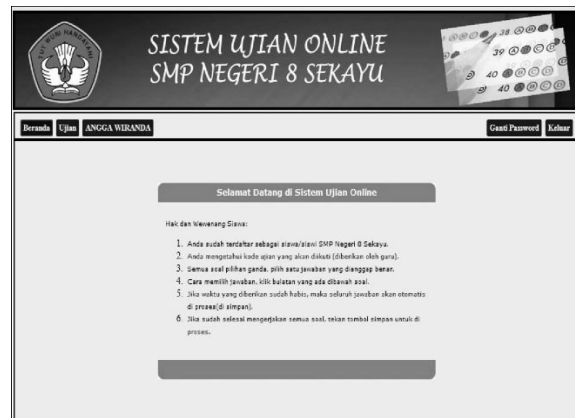 SISTEM UJIAN ONLINE
SMP NEGERI 8 SEKAYU
38
39
40
40
Beranda Ujian ANGGA WIRANDA Ganti Password Keluar
Selamat Datang di Sistem Ujian Online
Hak dan Wewenang Siswa:
1. Anda sudah terdaftar sebagai siswa/siswi SMP Negeri 8 Sekayu.
2. Anda mengetahui kode ujian yang akan diikuti (diberikan oleh guru).
3. Semua soal pilihan ganda, pilih satu jawaban yang dianggap benar.
4. Cara memilih jawaban, klik bulatan yang ada dibawah soal.
5. Jika waktu yang diberikan sudah habis, maka seluruh jawaban akan otomatis
di proses(di simpan).
6. Jika sudah selesai mengerjakan semua soal, tekan tombol simpan untuk di
proses.